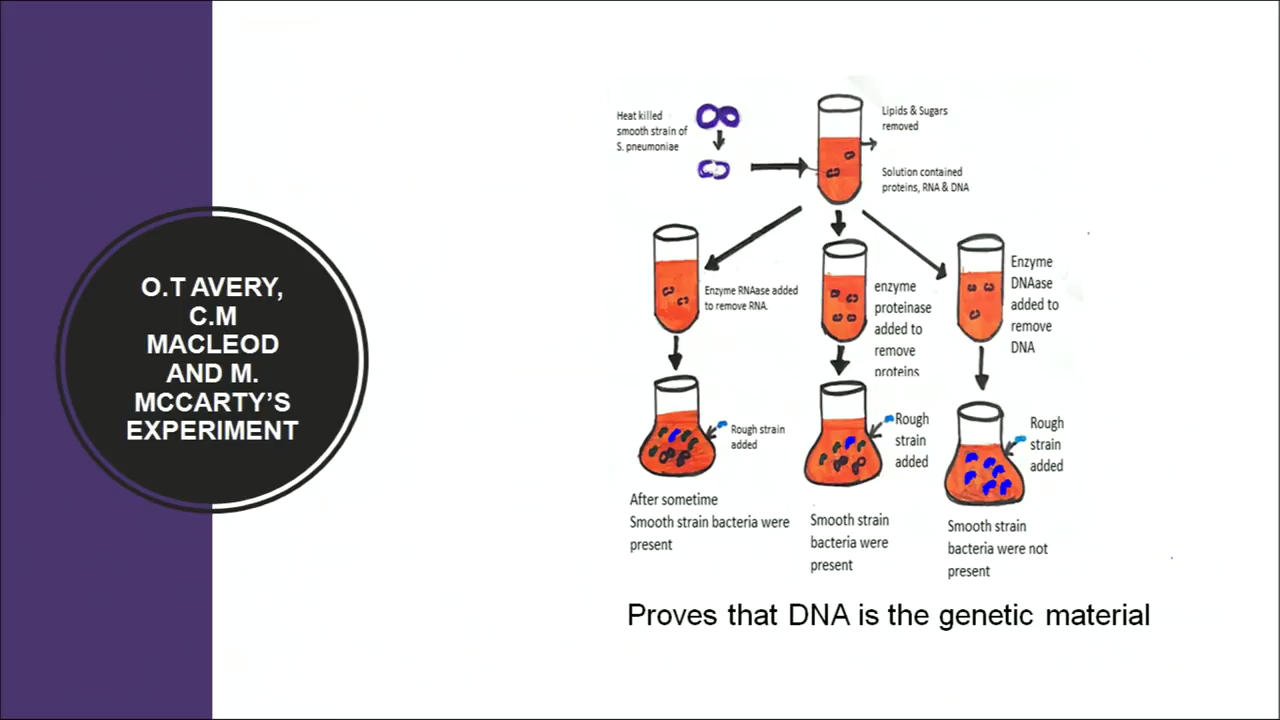 O.T AVERY,
C.M
MACLEOD
AND M.
MCCARTY’S
EXPERIMENT
Heat killed
smooth strain of
S. pneumoniae
Lipids & Sugars
removed
Solution contained
proteins, RNA & DNA
Enzyme RNAase added
to remove RNA.
enzyme
proteinase
added to
remove
proteins
Enzyme
DNAase
added to
remove
DNA
Rough strain
added
Rough
strain
added
Rough
strain
added
After sometime
Smooth strain bacteria were
present
Smooth strain
bacteria were
present
Smooth strain
bacteria were not
present
Proves that DNA is the genetic material